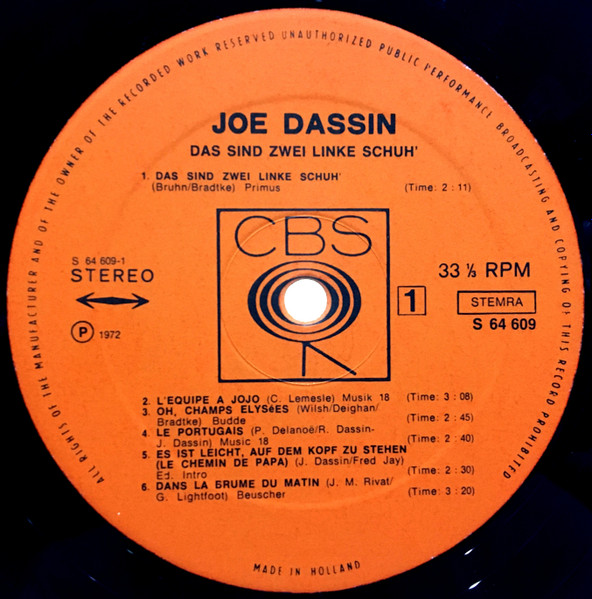 ALL RIGHTS OF THE MANUFACTURER AND OF THE OWNER OF THE RECORDED WORK RESERVED UNAUTHORIZED PUBLIC PERFORMANCE BROADCASTING AND COPYING OF THIS RECORD PROHIBITED
JOE DASSIN
DAS SIND ZWEI LINKE SCHUH'
1. DAS SIND ZWEI LINKE SCHUH'
(Bruhn/Bradtke) Primus (Time: 2 : 11)
CBS
S 64 609-1
STEREO
P 1972
33 ⅓ RPM
1
STEMRA
S 64 609
2. L'EQUIPE A JOJO (C. Lemesle) Musik 18 (Time: 3 : 08)
3. OH, CHAMPS ELYSéES (Wilsh/Deighan/
Bradtke) Budde (Time: 2 : 45)
4. LE PORTUGAIS (P. Delanoë/R. Dassin-
J. Dassin) Music 18 (Time: 2 : 40)
5. ES IST LEICHT, AUF DEM KOPF ZU STEHEN
(LE CHEMIN DE PAPA) (J. Dassin/Fred Jay)
Ed. Intro (Time: 2 : 30)
6. DANS LA BRUME DU MATIN (J. M. Rivat/
G. Lightfoot) Beuscher (Time: 3 : 20)
MADE IN HOLLAND